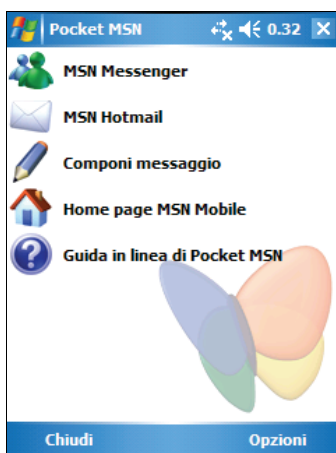 Pocket MSN 0.32
MSN Messenger
MSN Hotmail
Componi messaggio
Home page MSN Mobile
Guida in linea di Pocket MSN
Chiudi Opzioni